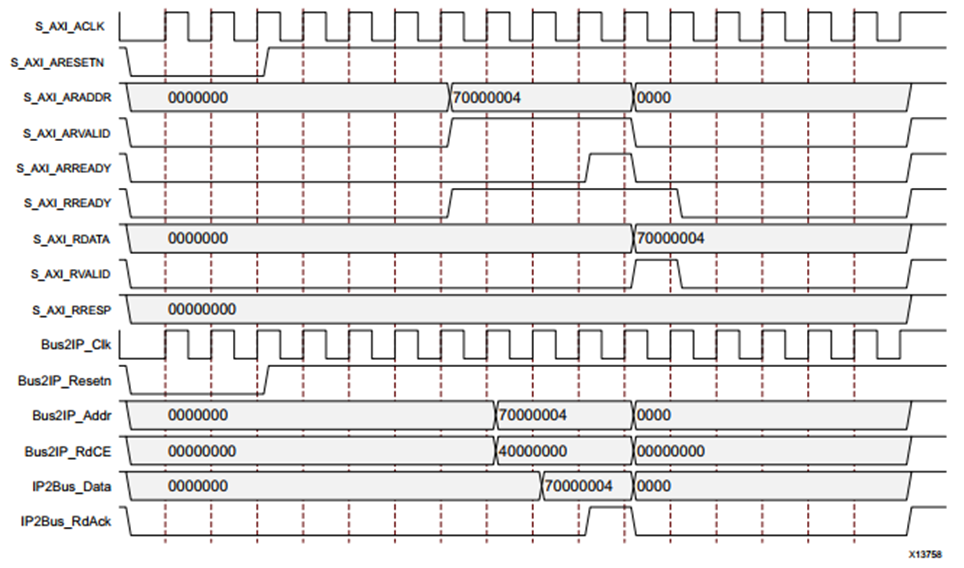 S_AXI_ACLK
S_AXI_ARESETN
S_AXI_ARADDR 0000000 70000004 0000
S_AXI_ARVALID
S_AXI_ARREADY
S_AXI_RREADY
S_AXI_RDATA 0000000 70000004
S_AXI_RVALID
S_AXI_RRESP 00000000
Bus2IP_Clk
Bus2IP_Resetn
Bus2IP_Addr 0000000 70000004 0000
Bus2IP_RdCE 00000000 40000000 00000000
IP2Bus_Data 0000000 70000004 0000
IP2Bus_RdAck
X13758